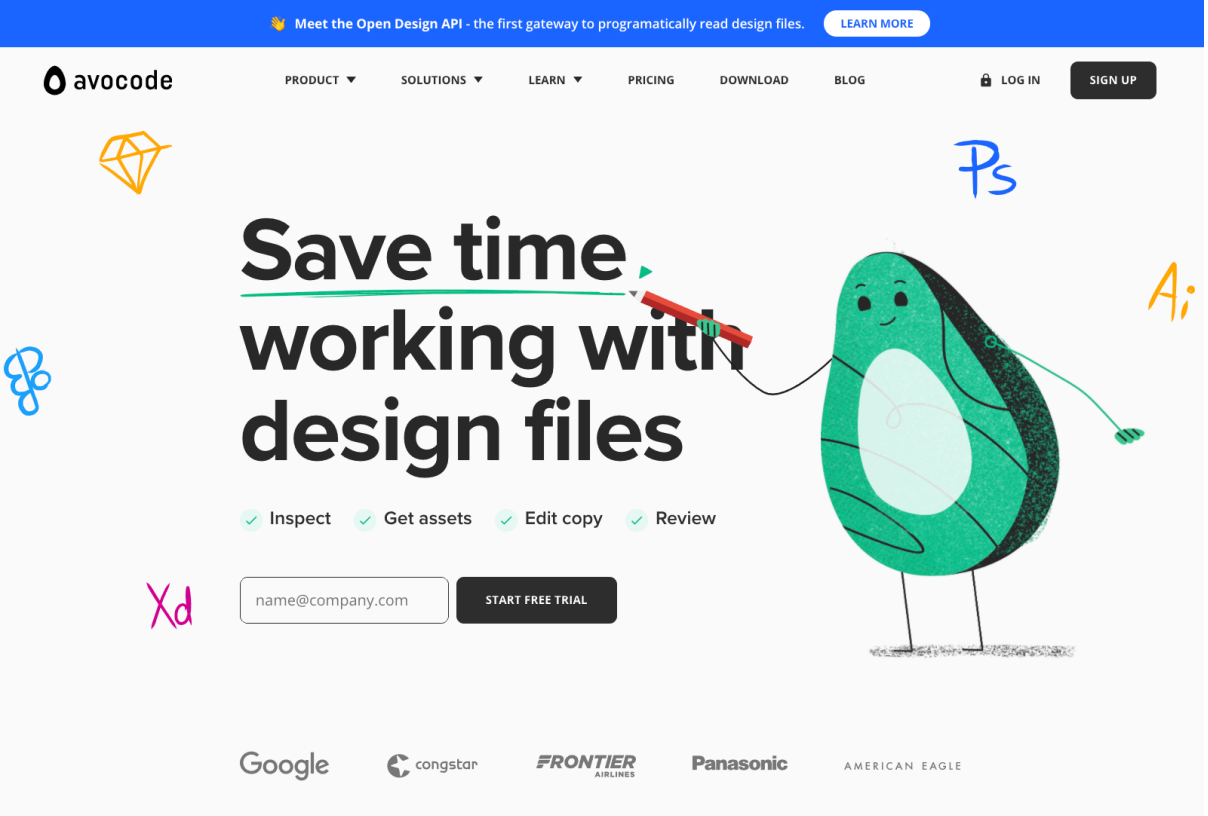 👋 Meet the Open Design API - the first gateway to programatically read design files. LEARN MORE
avocode PRODUCT SOLUTIONS LEARN PRICING DOWNLOAD BLOG LOG IN SIGN UP
Ps
Save time
Ai
working with
design files
Inspect Get assets Edit copy Review
Xd
name@company.com START FREE TRIAL
Google congstar FRONTIER AIRLINES Panasonic AMERICAN EAGLE